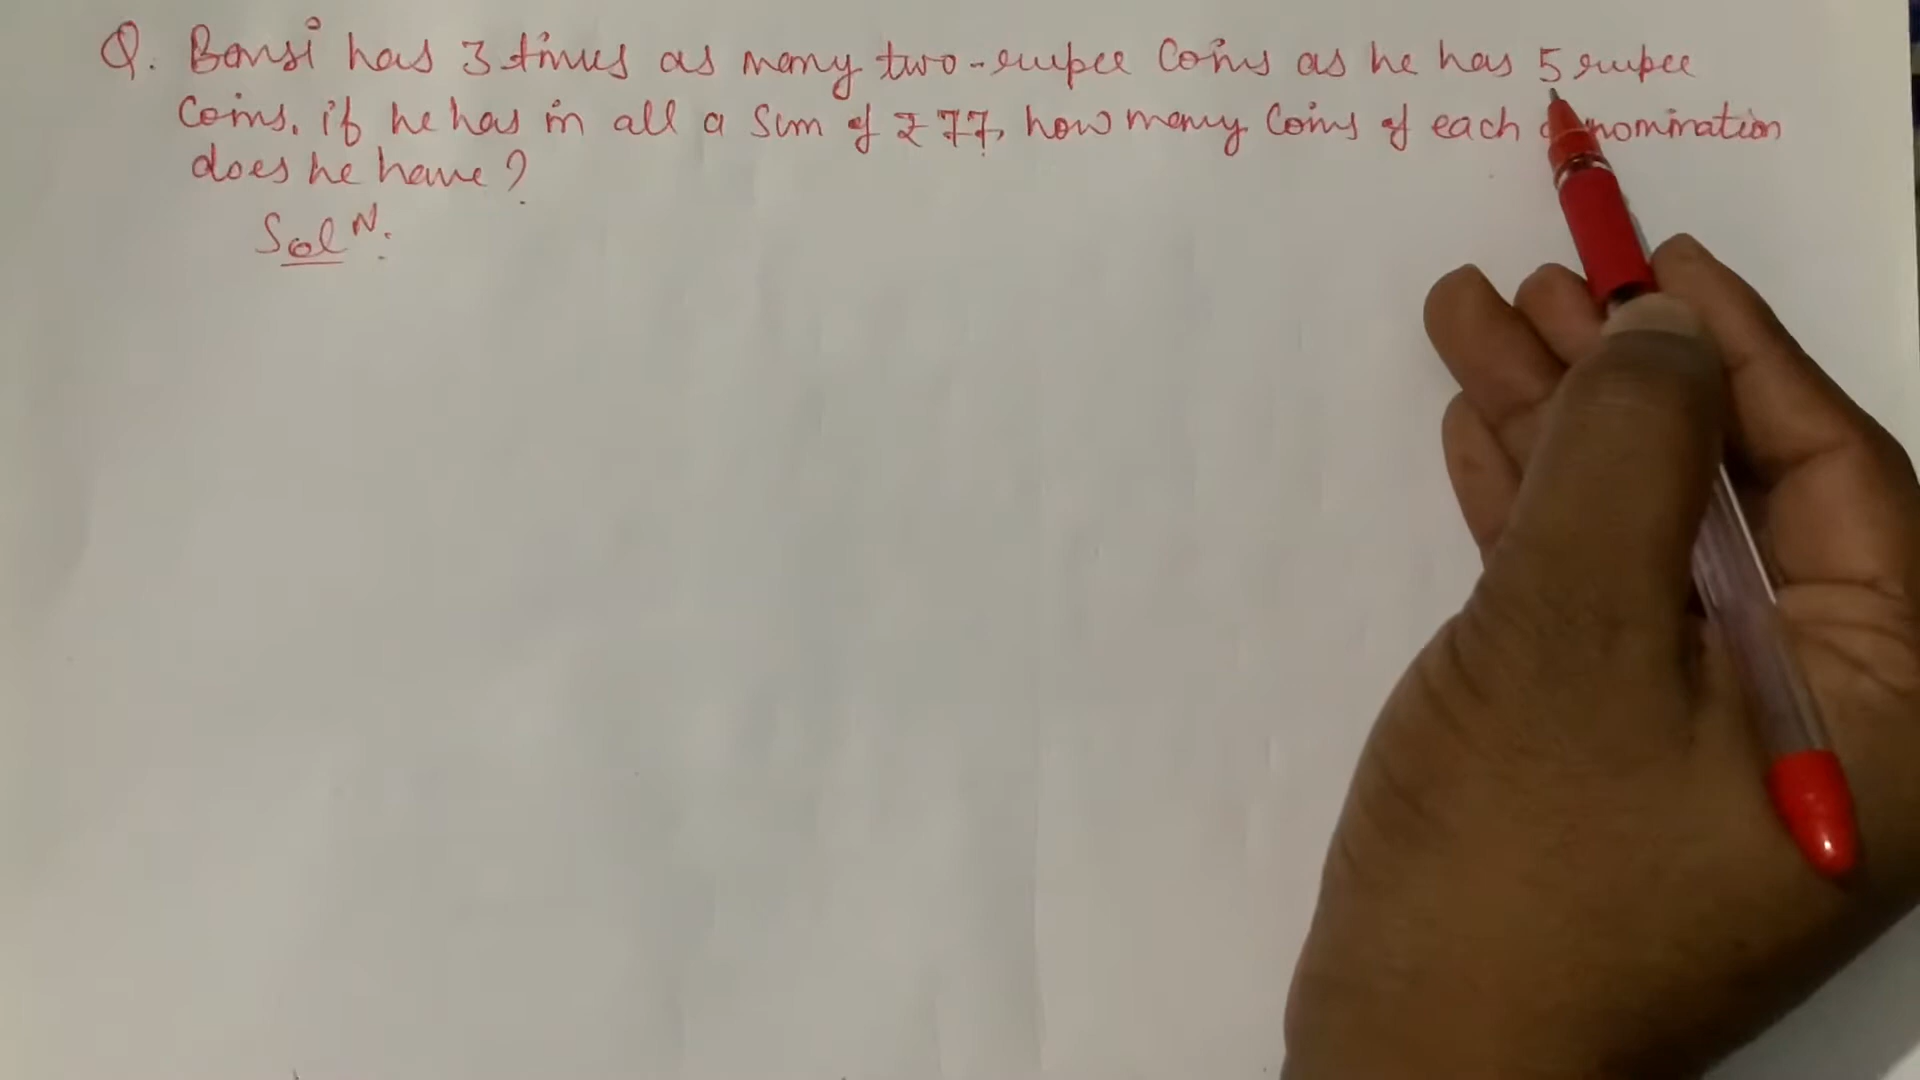 Q. Bansi has 3 times as many two-rupee Coins as he has 5 rupee
Coins. if he has in all a Sum of ₹77, how many Coins of each denomination
does he have?
Solⁿ.